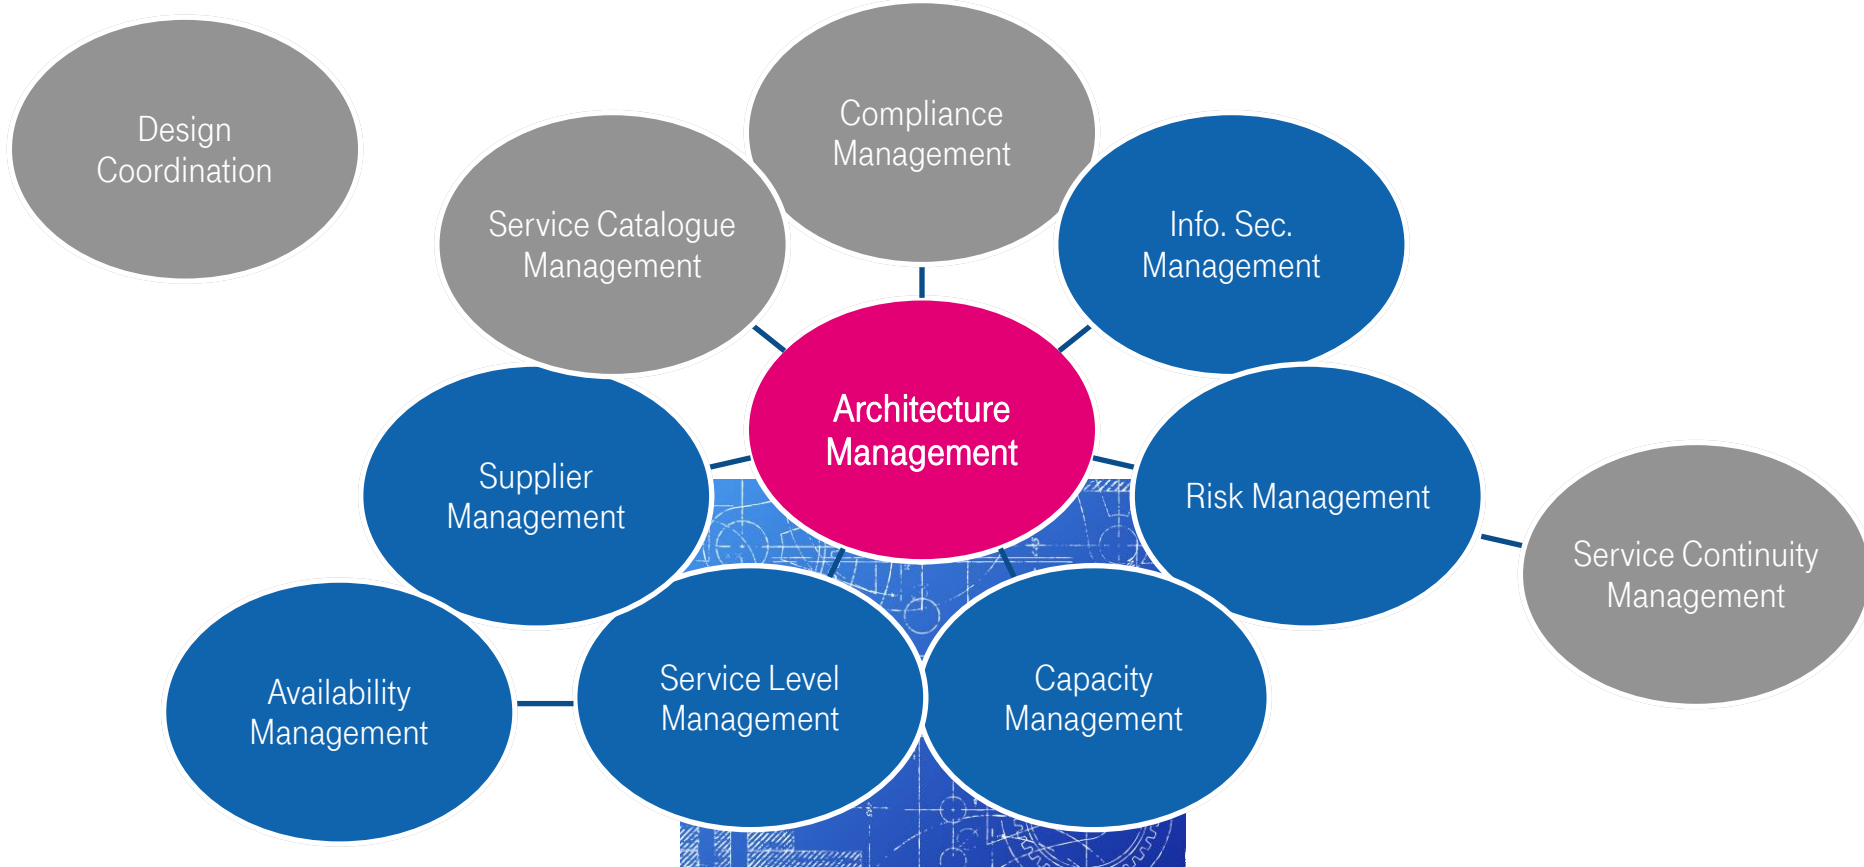 Design
Coordination
Compliance
Management
Service Catalogue
Management
Info. Sec.
Management
Architecture
Management
Supplier
Management
Risk Management
Service Continuity
Management
Availability
Management
Service Level
Management
Capacity
Management